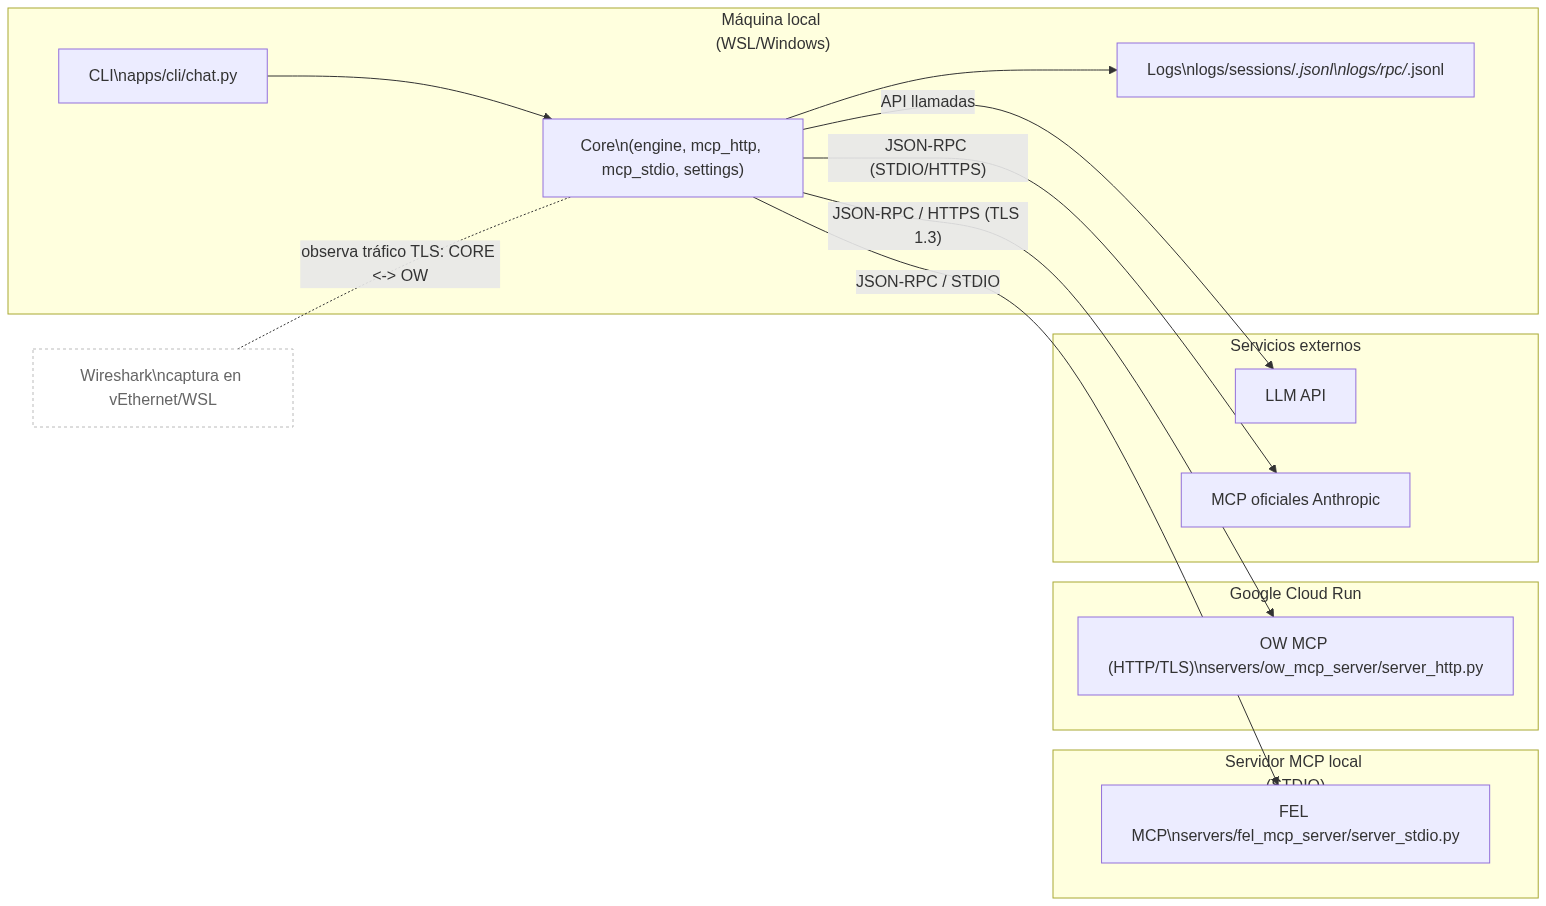 Máquina local
(WSL/Windows)
CLI\napps/cli/chat.py
Logs\nlogs/sessions/.jsonl\nlogs/rpc/.jsonl
API llamadas
Core\n(engine, mcp_http,
mcp_stdio, settings)
JSON-RPC
(STDIO/HTTPS)
JSON-RPC / HTTPS (TLS
1.3)
observa tráfico TLS: CORE
<-> OW
JSON-RPC / STDIO
Wireshark\ncaptura en
vEthernet/WSL
Servicios externos
LLM API
MCP oficiales Anthropic
Google Cloud Run
OW MCP
(HTTP/TLS)\nservers/ow_mcp_server/server_http.py
Servidor MCP local
(STDIO)
FEL
MCP\nservers/fel_mcp_server/server_stdio.py